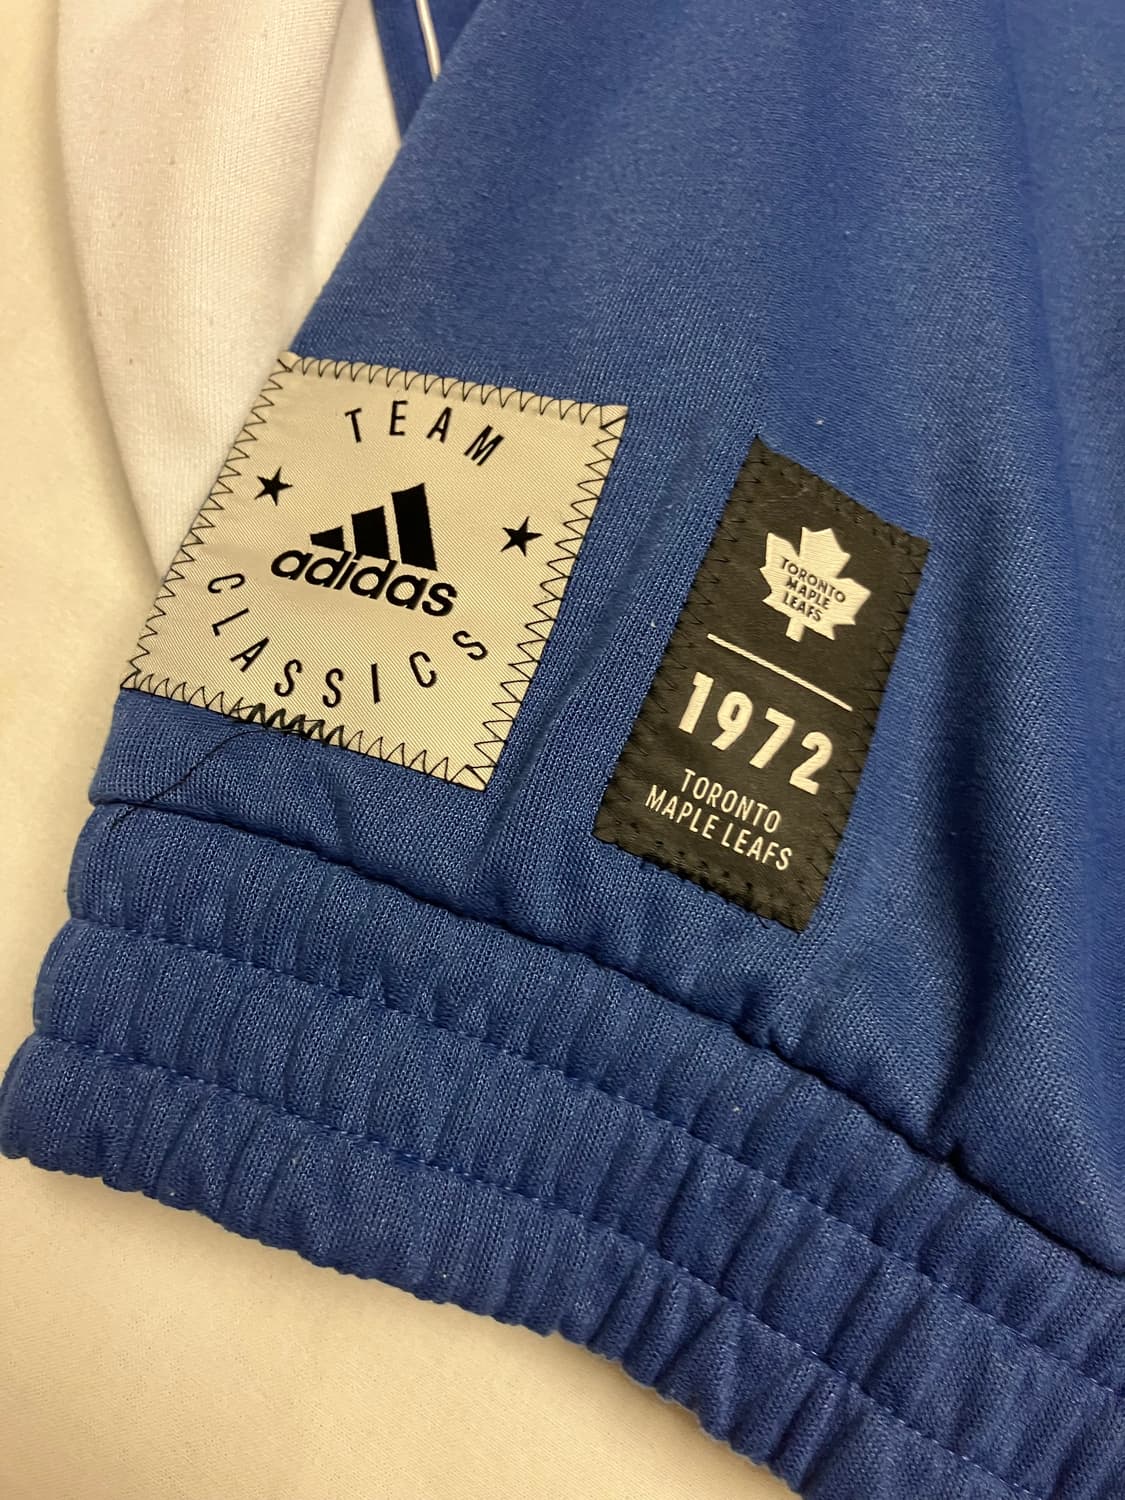 TEAM
adidas
CLASSICS
TORONTO
MAPLE
LEAFS
1972
TORONTO
MAPLE LEAFS